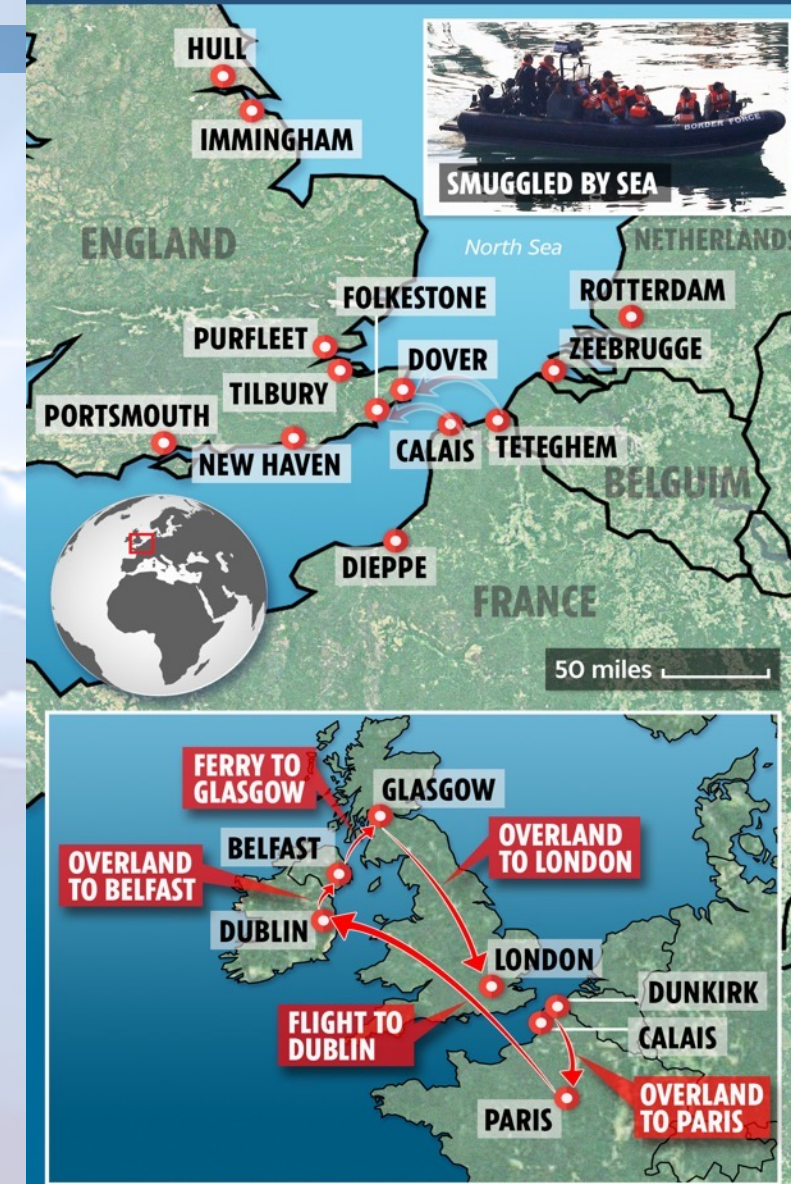 HULL
IMMINGHAM
BORDER FORCE
SMUGGLED BY SEA
ENGLAND
North Sea
NETHERLANDS
FOLKESTONE
ROTTERDAM
PURFLEET
DOVER
ZEEBRUGGE
TILBURY
PORTSMOUTH
NEW HAVEN
CALAIS
TETEGHEM
BELGUIM
DIEPPE
FRANCE
50 miles
FERRY TO
GLASGOW
GLASGOW
BELFAST
OVERLAND
TO LONDON
OVERLAND
TO BELFAST
DUBLIN
LONDON
DUNKIRK
FLIGHT TO
DUBLIN
CALAIS
OVERLAND
TO PARIS
PARIS